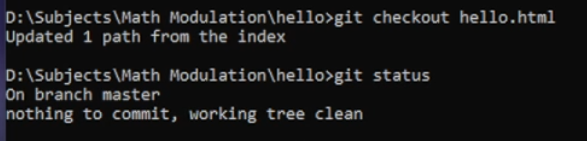 D:\Subjects\Math Modulation\hello>git checkout hello.html
Updated 1 path from the index
D:\Subjects\Math Modulation\hello>git status
On branch master
nothing to commit, working tree clean